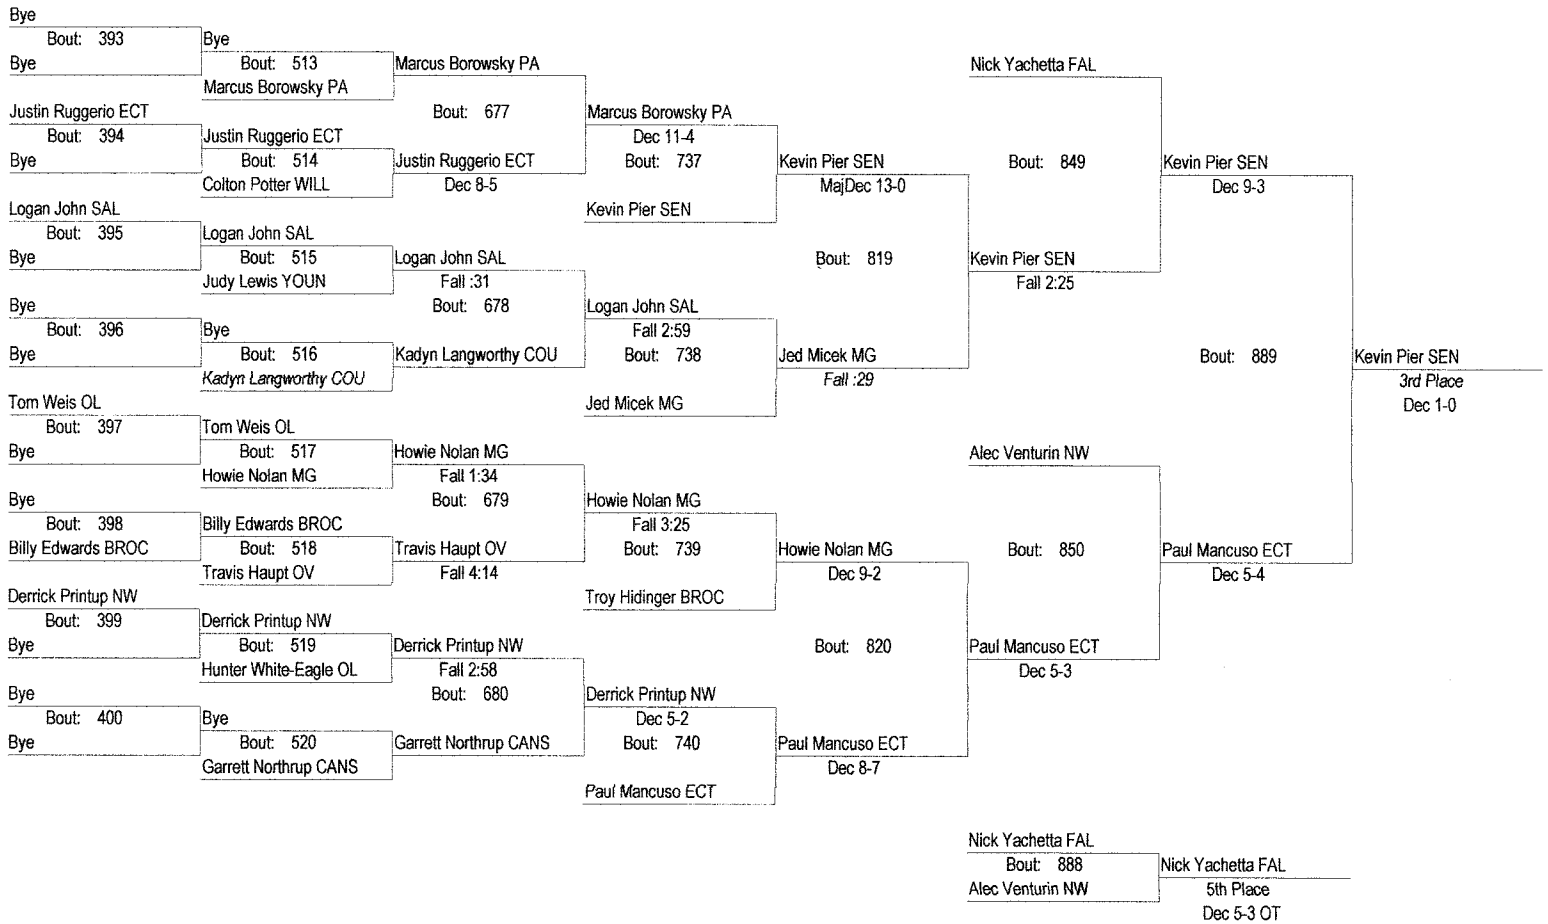 Bye
Bout: 393
Bye
Bye
Bout: 513
Marcus Borowsky PA
Marcus Borowsky PA
Bout: 677
Justin Ruggerio ECT
Bout: 394
Bye
Justin Ruggerio ECT
Bout: 514
Colton Potter WILL
Justin Ruggerio ECT
Dec 8-5
Marcus Borowsky PA
Dec 11-4
Bout: 737
Kevin Pier SEN
Kevin Pier SEN
MajDec 13-0
Logan John SAL
Bout: 395
Bye
Logan John SAL
Bout: 515
Judy Lewis YOUN
Logan John SAL
Fall :31
Bout: 678
Bye
Bout: 396
Bye
Bye
Bout: 516
Kadyn Langworthy COU
Kadyn Langworthy COU
Logan John SAL
Fall 2:59
Bout: 738
Jed Micek MG
Jed Micek MG
Fall :29
Bout: 819
Kevin Pier SEN
Fall 2:25
Nick Yachetta FAL
Bout: 849
Kevin Pier SEN
Dec 9-3
Tom Weis OL
Bout: 397
Bye
Tom Weis OL
Bout: 517
Howie Nolan MG
Howie Nolan MG
Fall 1:34
Bout: 679
Bye
Bout: 398
Billy Edwards BROC
Billy Edwards BROC
Bout: 518
Travis Haupt OV
Travis Haupt OV
Fall 4:14
Howie Nolan MG
Fall 3:25
Bout: 739
Troy Hidinger BROC
Howie Nolan MG
Dec 9-2
Derrick Printup NW
Bout: 399
Bye
Derrick Printup NW
Bout: 519
Hunter White-Eagle OL
Derrick Printup NW
Fall 2:58
Bout: 680
Bye
Bout: 400
Bye
Bye
Bout: 520
Garrett Northrup CANS
Garrett Northrup CANS
Derrick Printup NW
Dec 5-2
Bout: 740
Paul Mancuso ECT
Paul Mancuso ECT
Dec 8-7
Bout: 820
Paul Mancuso ECT
Dec 5-3
Alec Venturin NW
Bout: 850
Paul Mancuso ECT
Dec 5-4
Bout: 889
Kevin Pier SEN
3rd Place
Dec 1-0
Nick Yachetta FAL
Bout: 888
Alec Venturin NW
Nick Yachetta FAL
5th Place
Dec 5-3 OT